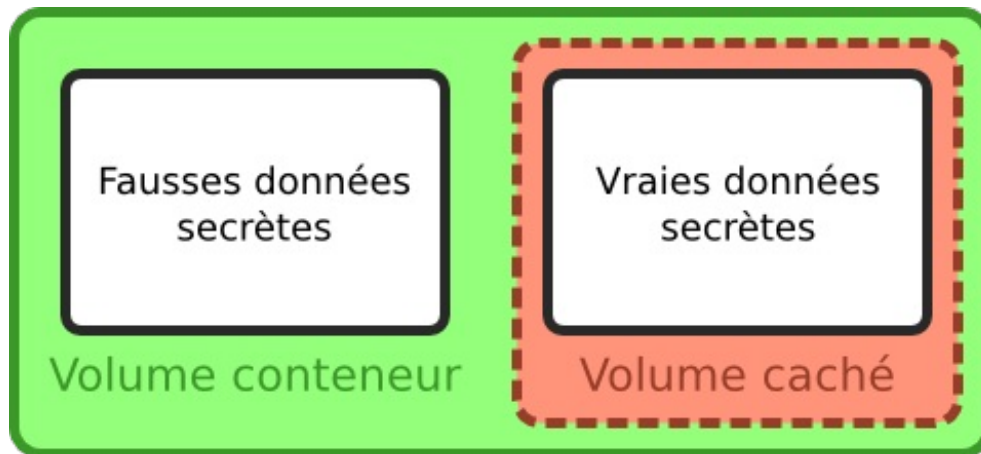 Fausses données
secrètes
Volume conteneur
Vraies données
secrètes
Volume caché